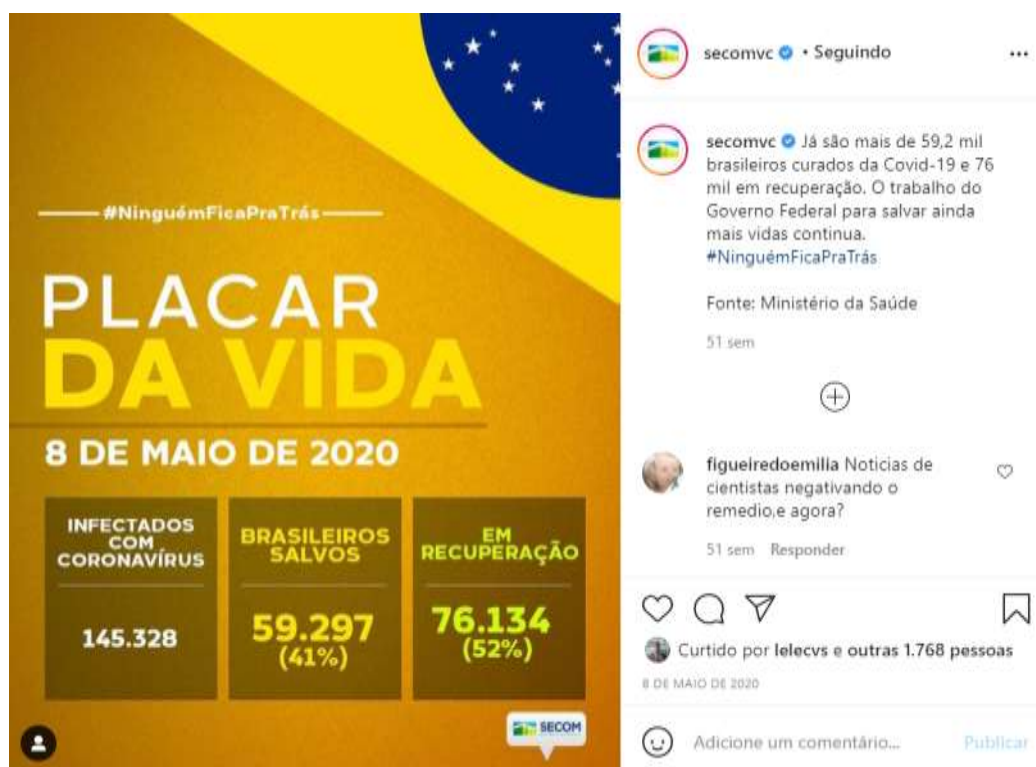 #NinguémFicaPraTrás
PLACAR
DA VIDA
8 DE MAIO DE 2020
INFECTADOS
COM
CORONAVÍRUS
145.328
BRASILEIROS
SALVOS
59.297
(41%)
EM
RECUPERAÇÃO
76.134
(52%)
SECOM
secomvc • Seguindo
secomvc Já são mais de 59,2 mil
brasileiros curados da Covid-19 e 76
mil em recuperação. O trabalho do
Governo Federal para salvar ainda
mais vidas continua.
#NinguémFicaPraTrás
Fonte: Ministério da Saúde
51 sem
figueiredoemilia Noticias de
cientistas negativando o
remedio,e agora?
51 sem Responder
Curtido por lelecvs e outras 1.768 pessoas
8 DE MAIO DE 2020
Adicione um comentário... Publicar